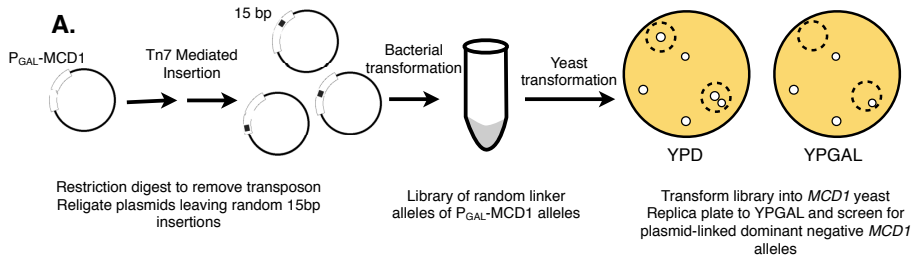 A.
15 bp
P_GAL-MCD1
Tn7 Mediated
Insertion
Bacterial
transformation
Yeast
transformation
YPD
YPGAL
Restriction digest to remove transposon
Religate plasmids leaving random 15bp
insertions
Library of random linker
alleles of P_GAL-MCD1 alleles
Transform library into MCD1 yeast
Replica plate to YPGAL and screen for
plasmid-linked dominant negative MCD1
alleles